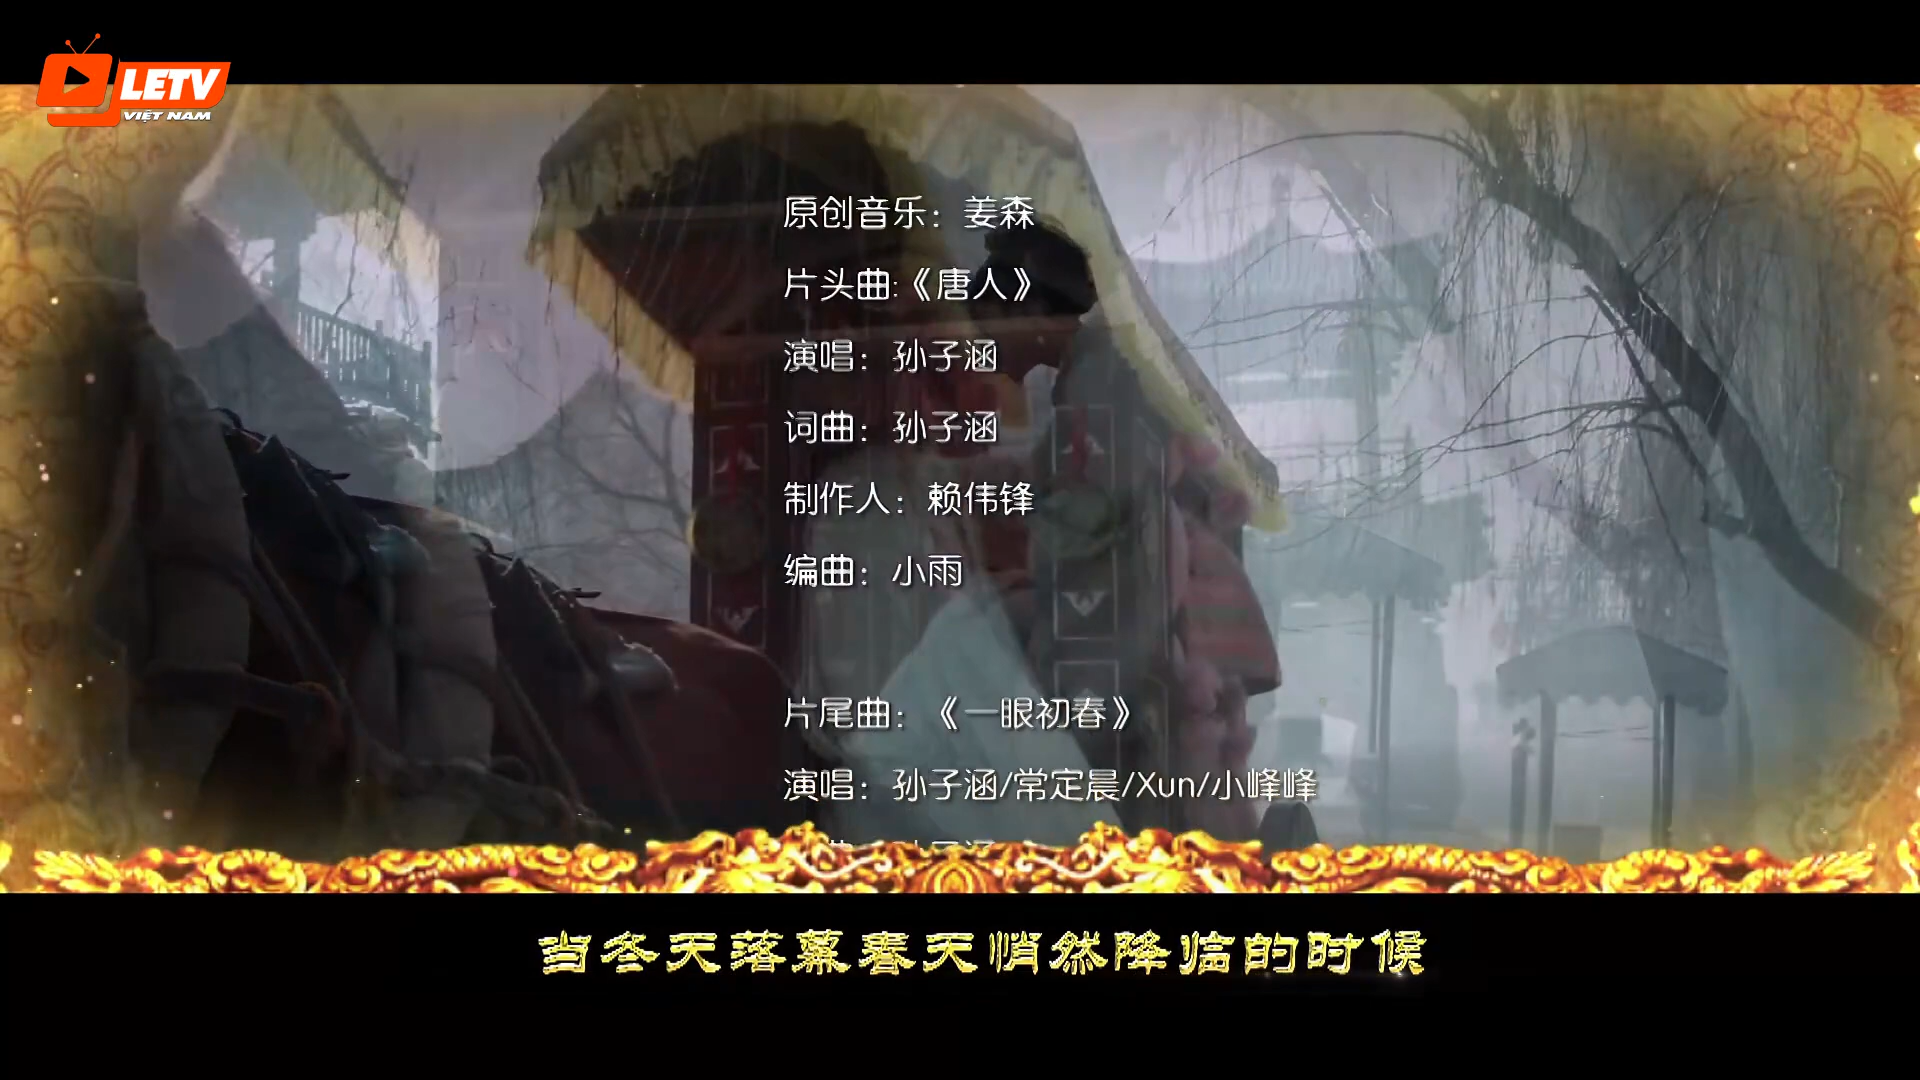 LETV
VIỆT NAM
原创音乐：姜森
片头曲:《唐人》
演唱：孙子涵
词曲：孙子涵
制作人：赖伟锋
编曲：小雨
片尾曲：《一眼初春》
演唱：孙子涵/常定晨/Xun/小峰峰
当冬天落幕春天悄然降临的时候